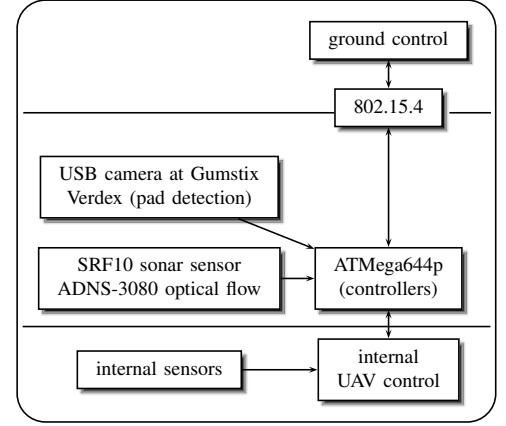 ground control
802.15.4
USB camera at Gumstix
Verdex (pad detection)
SRF10 sonar sensor
ADNS-3080 optical flow
ATMega644p
(controllers)
internal sensors
internal
UAV control